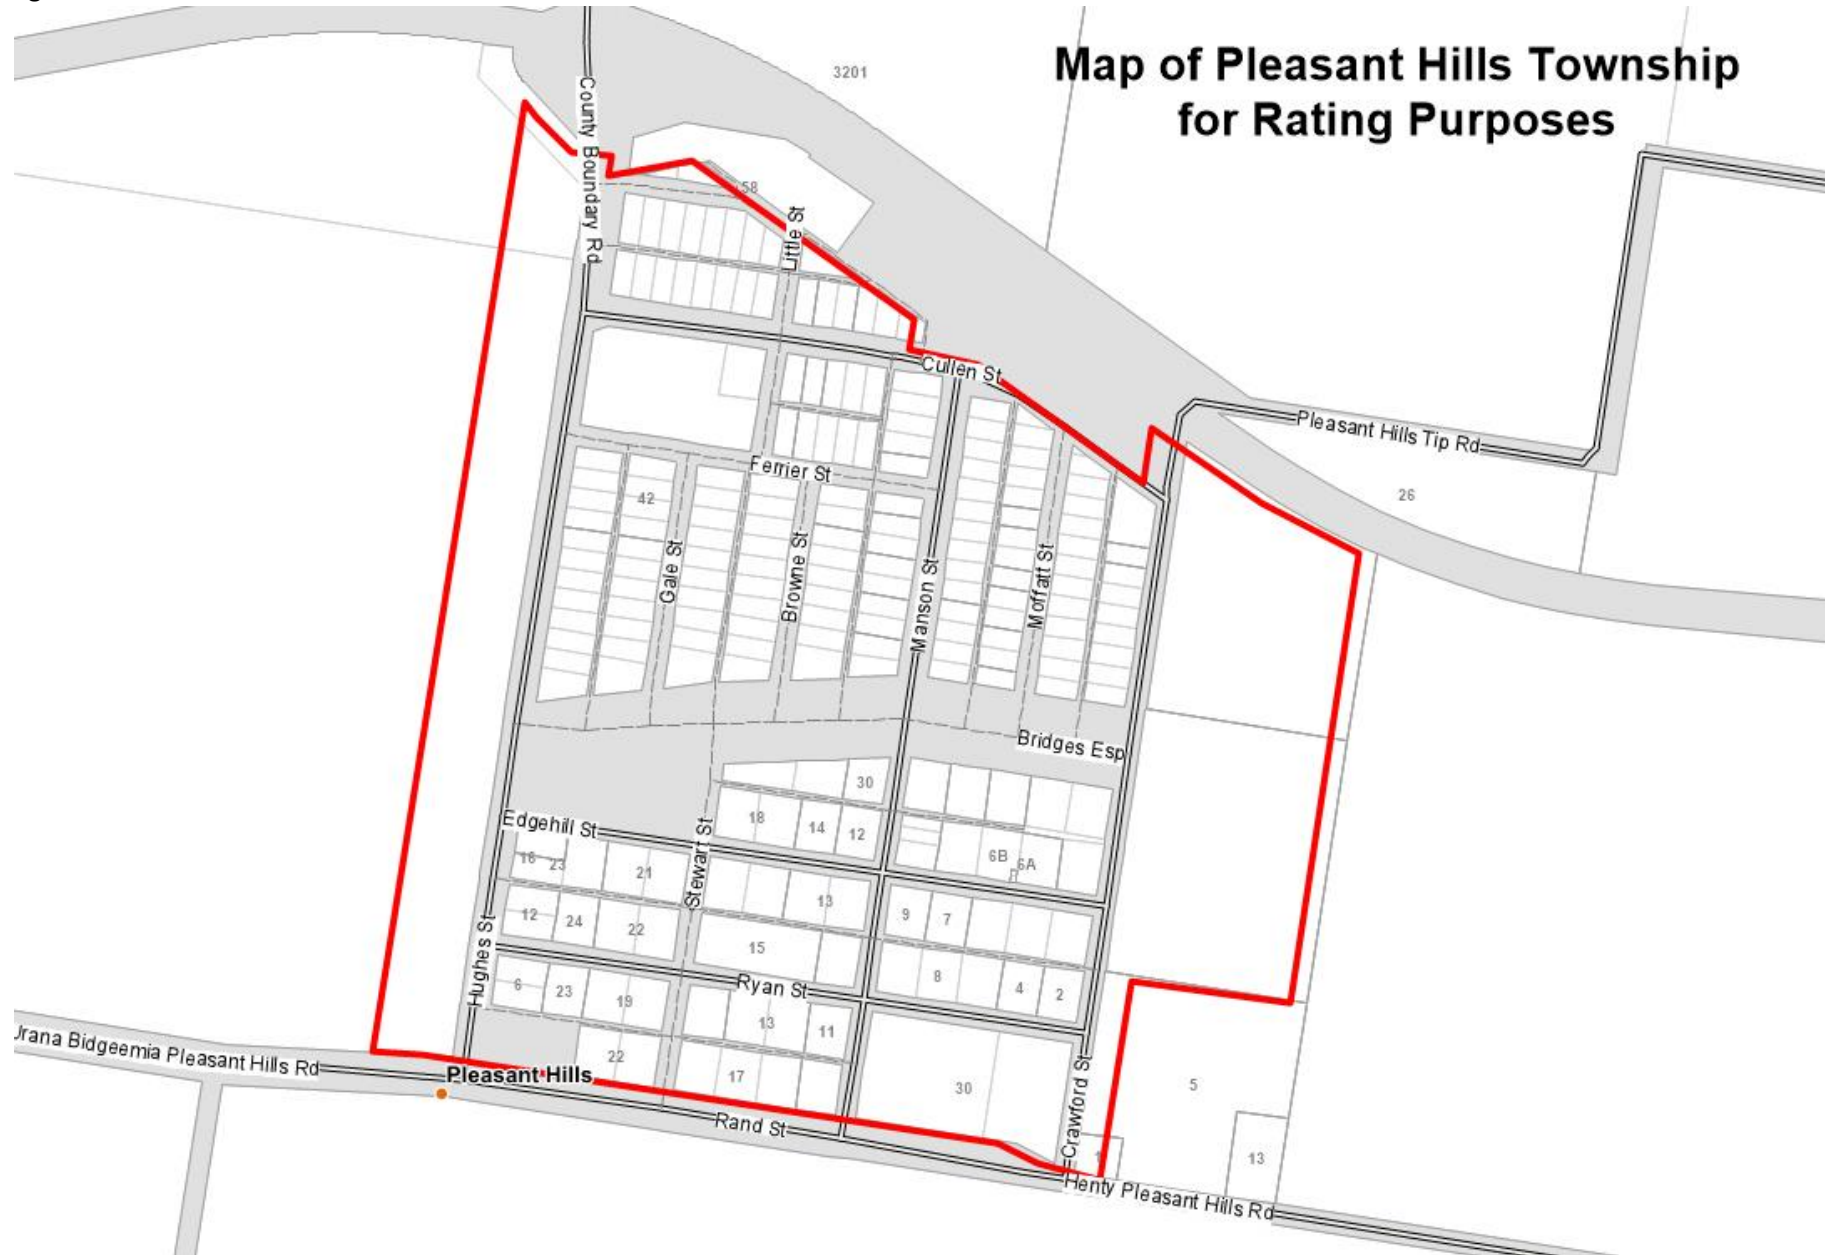 Map of Pleasant Hills Township
for Rating Purposes
3201
County Boundary Rd
58
Little St
Cullen St
Pleasant Hills Tip Rd
26
Ferrier St
42
Gale St
Browne St
Manson St
Moffatt St
Bridges Esp
30
18
14
12
Edgehill St
Stewart St
6B
6A
16
23
21
13
9
7
12
24
22
15
8
4
2
Hughes St
Ryan St
6
23
19
13
11
22
17
30
Crawford St
5
13
Urana Bidgeemia Pleasant Hills Rd
Pleasant Hills
Rand St
Henty Pleasant Hills Rd